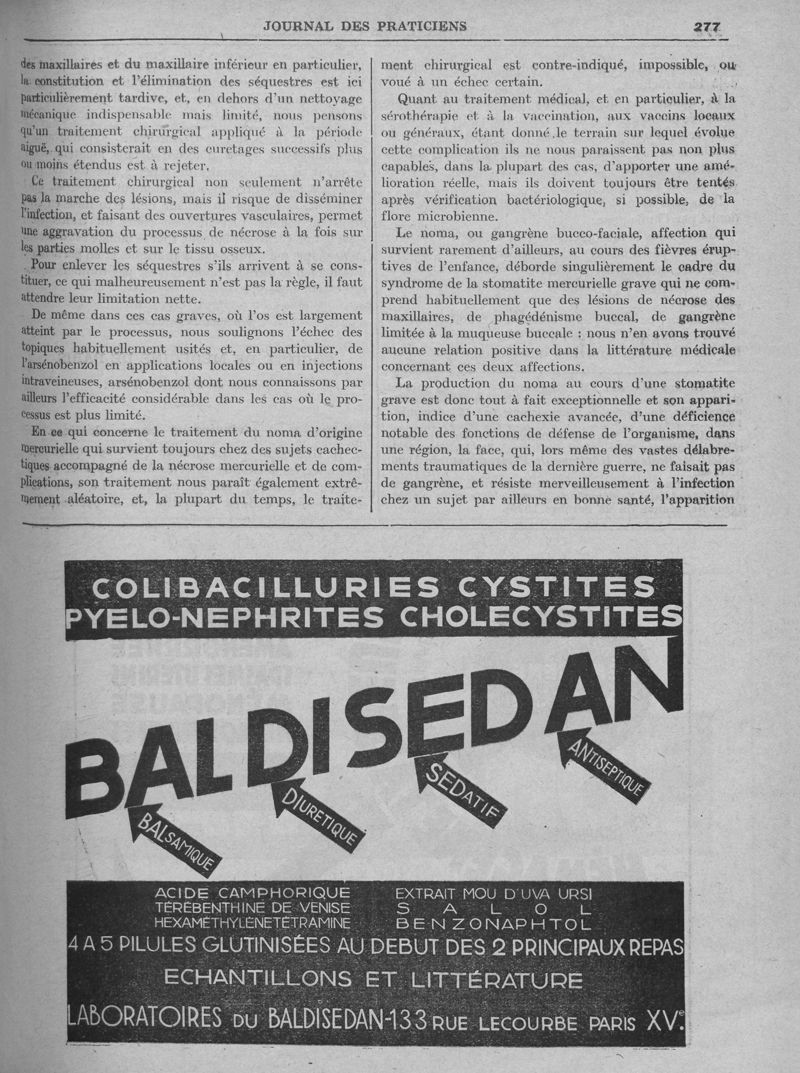 JOURNAL DES PRATICIENS
277
des maxillaires et du maxillaire inférieur en particulier,
la constitution et l'élimination des séquestres est ici
particulièrement tardive, et, en dehors d'un nettoyage
mécanique indispensable mais limité, nous pensons
qu'un traitement chirurgical appliqué à la période
aiguë, qui consisterait en des curetages successifs plus
ou moins étendus est à rejeter.
Ce traitement chirurgical non seulement n'arrête
pas la marche des lésions, mais il risque de disséminer
l'infection, et faisant des ouvertures vasculaires, permet
une aggravation du processus de nécrose à la fois sur
les parties molles et sur le tissu osseux.
Pour enlever les séquestres s'ils arrivent à se cons-
tituer, ce qui malheureusement n'est pas la règle, il faut
attendre leur limitation nette.
De même dans ces cas graves, où l'os est largement
atteint par le processus, nous soulignons l'échec des
topiques habituellement usités et, en particulier, de
l'arsénobenzol en applications locales ou en injections
intraveineuses, arsénobenzol dont nous connaissons par
ailleurs l'efficacité considérable dans les cas où le pro-
cessus est plus limité.
En ce qui concerne le traitement du noma d'origine
mercurielle qui survient toujours chez des sujets cachec-
tiques accompagné de la nécrose mercurielle et de com-
plications, son traitement nous paraît également extrê-
mement aléatoire, et, la plupart du temps, le traite-
ment chirurgical est contre-indiqué, impossible, ou
voué à un échec certain.
Quant au traitement médical, et en particulier, à la
sérothérapie et à la vaccination, aux vaccins locaux
ou généraux, étant donné le terrain sur lequel évolue
cette complication ils ne nous paraissent pas non plus
capables, dans la plupart des cas, d'apporter une amé-
lioration réelle, mais ils doivent toujours être tentés
après vérification bactériologique, si possible, de la
flore microbienne.
Le noma, ou gangrène bucco-faciale, affection qui
survient rarement d'ailleurs, au cours des fièvres érup-
tives de l'enfance, déborde singulièrement le cadre du
syndrome de la stomatite mercurielle grave qui ne com-
prend habituellement que des lésions de nécrose des
maxillaires, de phagédénisme buccal, de gangrène
limitée à la muqueuse buccale : nous n'en avons trouvé
aucune relation positive dans la littérature médicale
concernant ces deux affections.
La production du noma au cours d'une stomatite
grave est donc tout à fait exceptionnelle et son appari-
tion, indice d'une cachexie avancée, d'une déficience
notable des fonctions de défense de l'organisme, dans
une région, la face, qui, lors même des vastes délabre-
ments traumatiques de la dernière guerre, ne faisait pas
de gangrène, et résiste merveilleusement à l'infection
chez un sujet par ailleurs en bonne santé, l'apparition
COLIBACILLURIES CYSTITES
PYELO-NEPHRITES CHOLECYSTITES
BALDISEDAN
BALSAMIQUE
DIURETIQUE
SEDATIF
ANTISEPTIQUE
ACIDE CAMPHORIQUE
TÉRÉBENTHINE DE VENISE
HEXAMÉTHYLÈNETÉTRAMINE
EXTRAIT MOU D'UVA URSI
SALOL
BENZONAPHTOL
4 A 5 PILULES GLUTINISÉES AU DEBUT DES 2 PRINCIPAUX REPAS
ECHANTILLONS ET LITTÉRATURE
LABORATOIRES DU BALDISEDAN-133 RUE LECOURBE PARIS XVe.